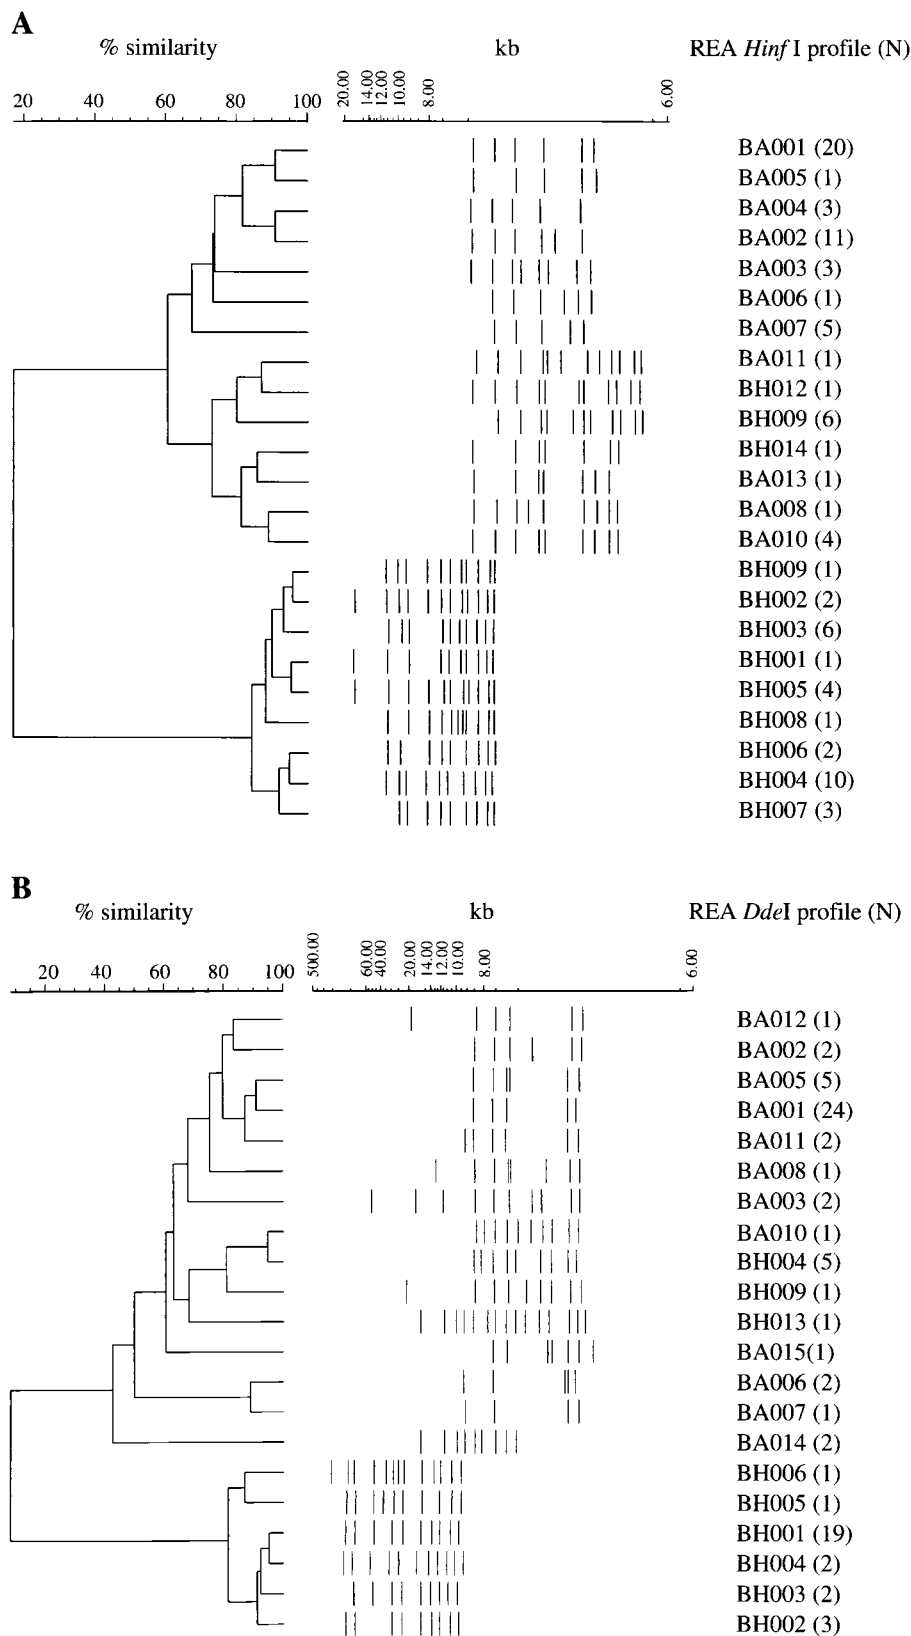 A
% similarity kb REA Hinf I profile (N)
20 40 60 80 100 20.00 14.00 12.00 10.00 8.00 6.00
BA001 (20)
BA005 (1)
BA004 (3)
BA002 (11)
BA003 (3)
BA006 (1)
BA007 (5)
BA011 (1)
BH012 (1)
BH009 (6)
BH014 (1)
BA013 (1)
BA008 (1)
BA010 (4)
BH009 (1)
BH002 (2)
BH003 (6)
BH001 (1)
BH005 (4)
BH008 (1)
BH006 (2)
BH004 (10)
BH007 (3)
B
% similarity kb REA DdeI profile (N)
20 40 60 80 100 500.00 60.00 40.00 20.00 14.00 12.00 10.00 8.00 6.00
BA012 (1)
BA002 (2)
BA005 (5)
BA001 (24)
BA011 (2)
BA008 (1)
BA003 (2)
BA010 (1)
BH004 (5)
BH009 (1)
BH013 (1)
BA015(1)
BA006 (2)
BA007 (1)
BA014 (2)
BH006 (1)
BH005 (1)
BH001 (19)
BH004 (2)
BH003 (2)
BH002 (3)